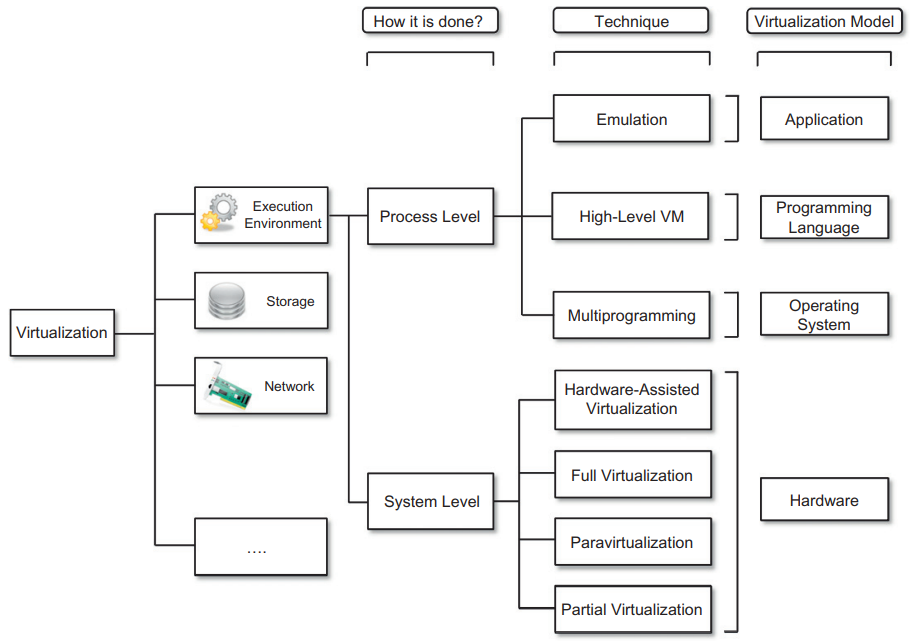 How it is done?
Technique
Virtualization Model
Emulation
Application
Execution
Environment
Process Level
High-Level VM
Programming
Language
Storage
Multiprogramming
Operating
System
Virtualization
Network
Hardware-Assisted
Virtualization
Full Virtualization
System Level
Hardware
....
Paravirtualization
Partial Virtualization